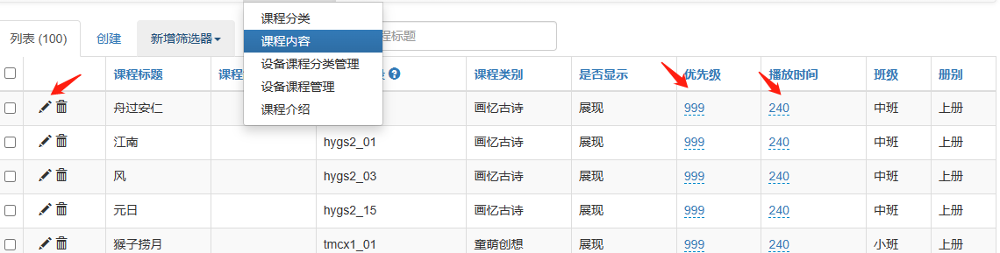 课程分类
列表 (100) 创建 新增筛选器 程标题
课程内容
设备课程分类管理
设备课程管理
课程介绍
课程标题 课程 课程类别 是否显示 优先级 播放时间 班级 册别
舟过安仁 画忆古诗 展现 999 240 中班 上册
江南 hygs2_01 画忆古诗 展现 999 240 中班 上册
风 hygs2_03 画忆古诗 展现 999 240 中班 上册
元日 hygs2_15 画忆古诗 展现 999 240 中班 上册
猴子捞月 tmcx1_01 童萌创想 展现 999 240 小班 上册